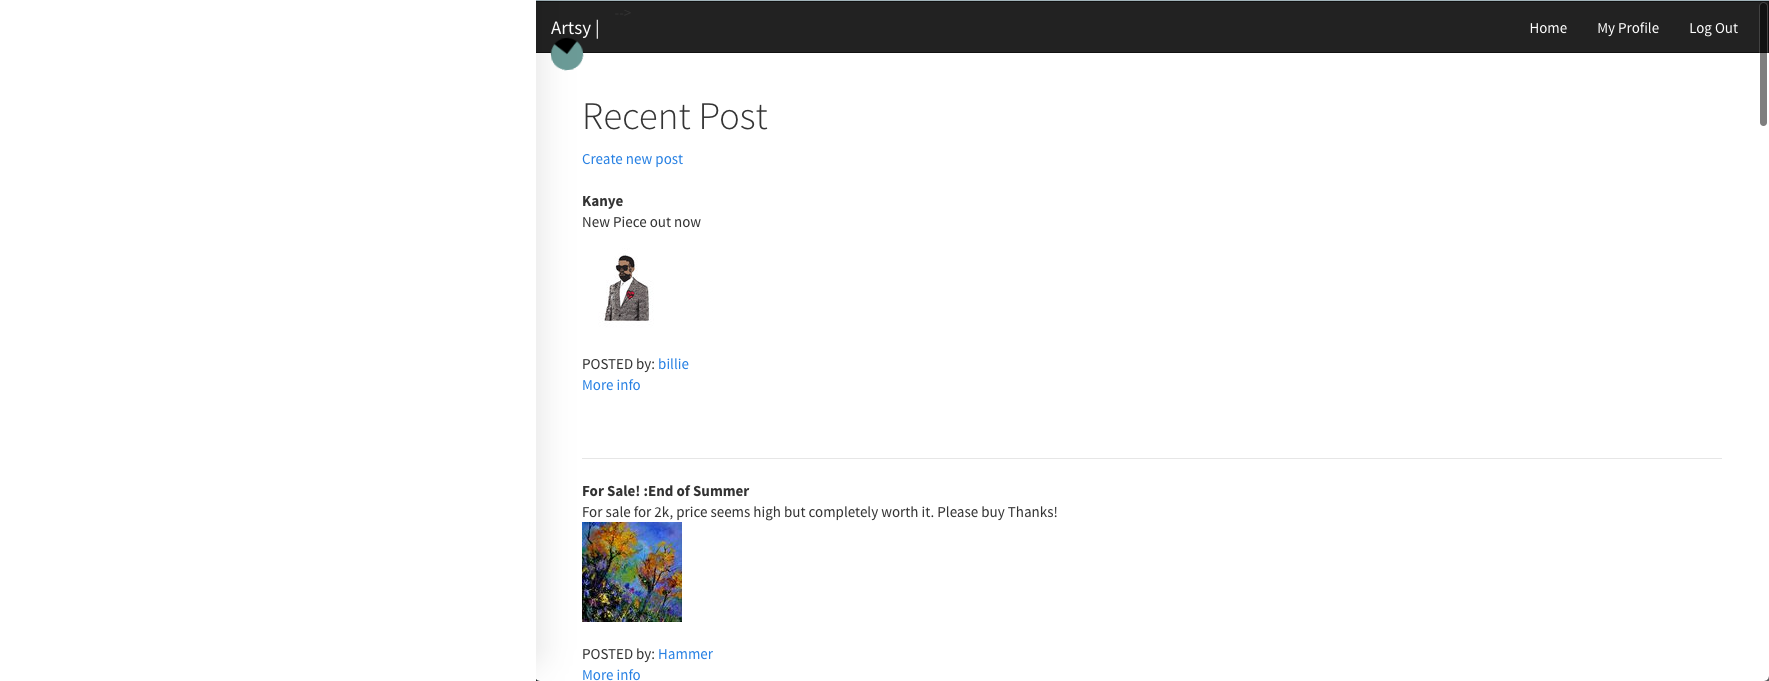 Artsy |
-->
Home My Profile Log Out
Recent Post
Create new post
Kanye
New Piece out now
POSTED by: billie
More info
For Sale! :End of Summer
For sale for 2k, price seems high but completely worth it. Please buy Thanks!
POSTED by: Hammer
More info